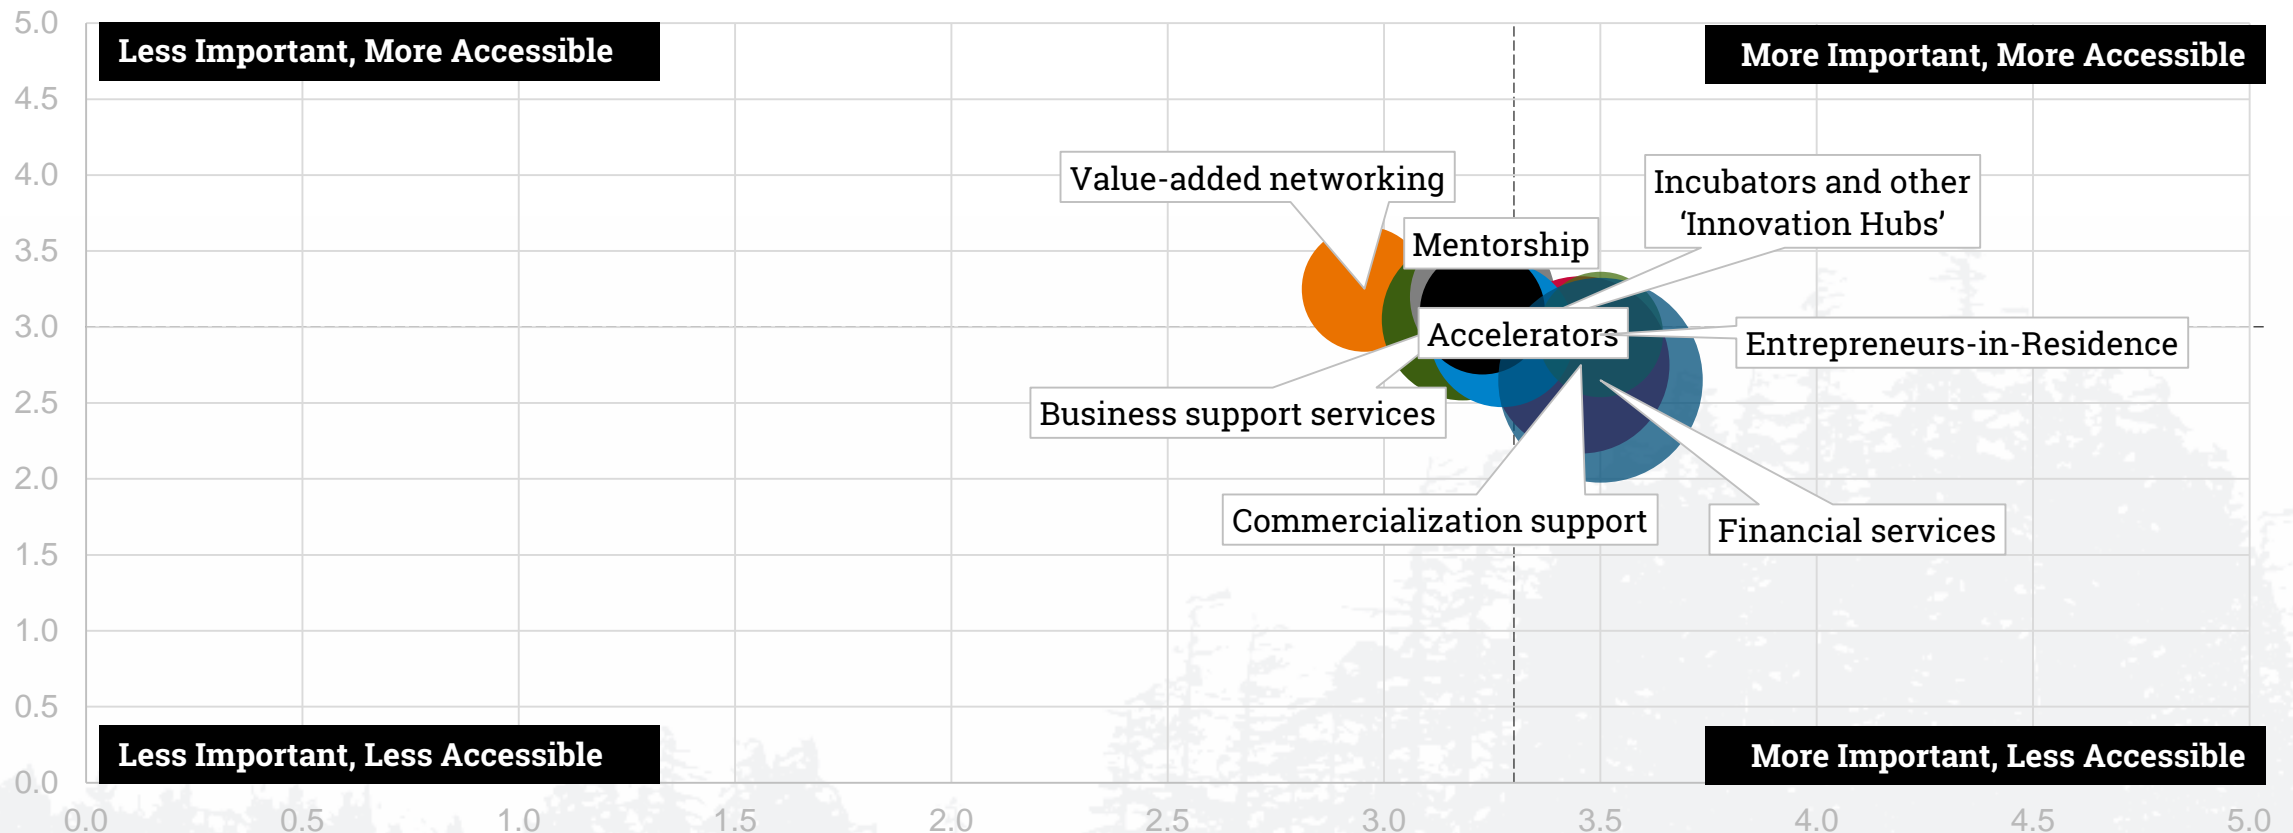 5.0
Less Important, More Accessible
More Important, More Accessible
4.5
4.0
Value-added networking
Incubators and other
‘Innovation Hubs’
3.5
Mentorship
3.0
Accelerators
Entrepreneurs-in-Residence
2.5
Business support services
2.0
Commercialization support
Financial services
1.5
1.0
0.5
Less Important, Less Accessible
More Important, Less Accessible
0.0
0.0 0.5 1.0 1.5 2.0 2.5 3.0 3.5 4.0 4.5 5.0